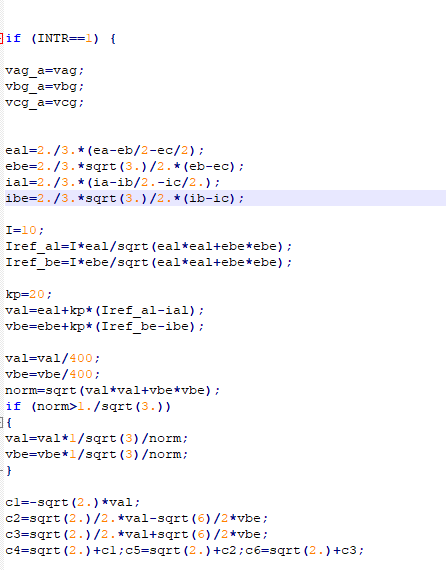 if (INTR==1) {
vag_a=vag;
vbg_a=vbg;
vcg_a=vcg;
eal=2./3.*(ea-eb/2-ec/2);
ebe=2./3.*sqrt(3.)/2.*(eb-ec);
ial=2./3.*(ia-ib/2.-ic/2.);
ibe=2./3.*sqrt(3.)/2.*(ib-ic);
I=10;
Iref_al=I*eal/sqrt(eal*eal+ebe*ebe);
Iref_be=I*ebe/sqrt(eal*eal+ebe*ebe);
kp=20;
val=eal+kp*(Iref_al-ial);
vbe=ebe+kp*(Iref_be-ibe);
val=val/400;
vbe=vbe/400;
norm=sqrt(val*val+vbe*vbe);
if (norm>1./sqrt(3.))
{
val=val*1/sqrt(3)/norm;
vbe=vbe*1/sqrt(3)/norm;
}
c1=-sqrt(2.)*val;
c2=sqrt(2.)/2.*val-sqrt(6)/2*vbe;
c3=sqrt(2.)/2.*val+sqrt(6)/2*vbe;
c4=sqrt(2.)+c1;c5=sqrt(2.)+c2;c6=sqrt(2.)+c3;